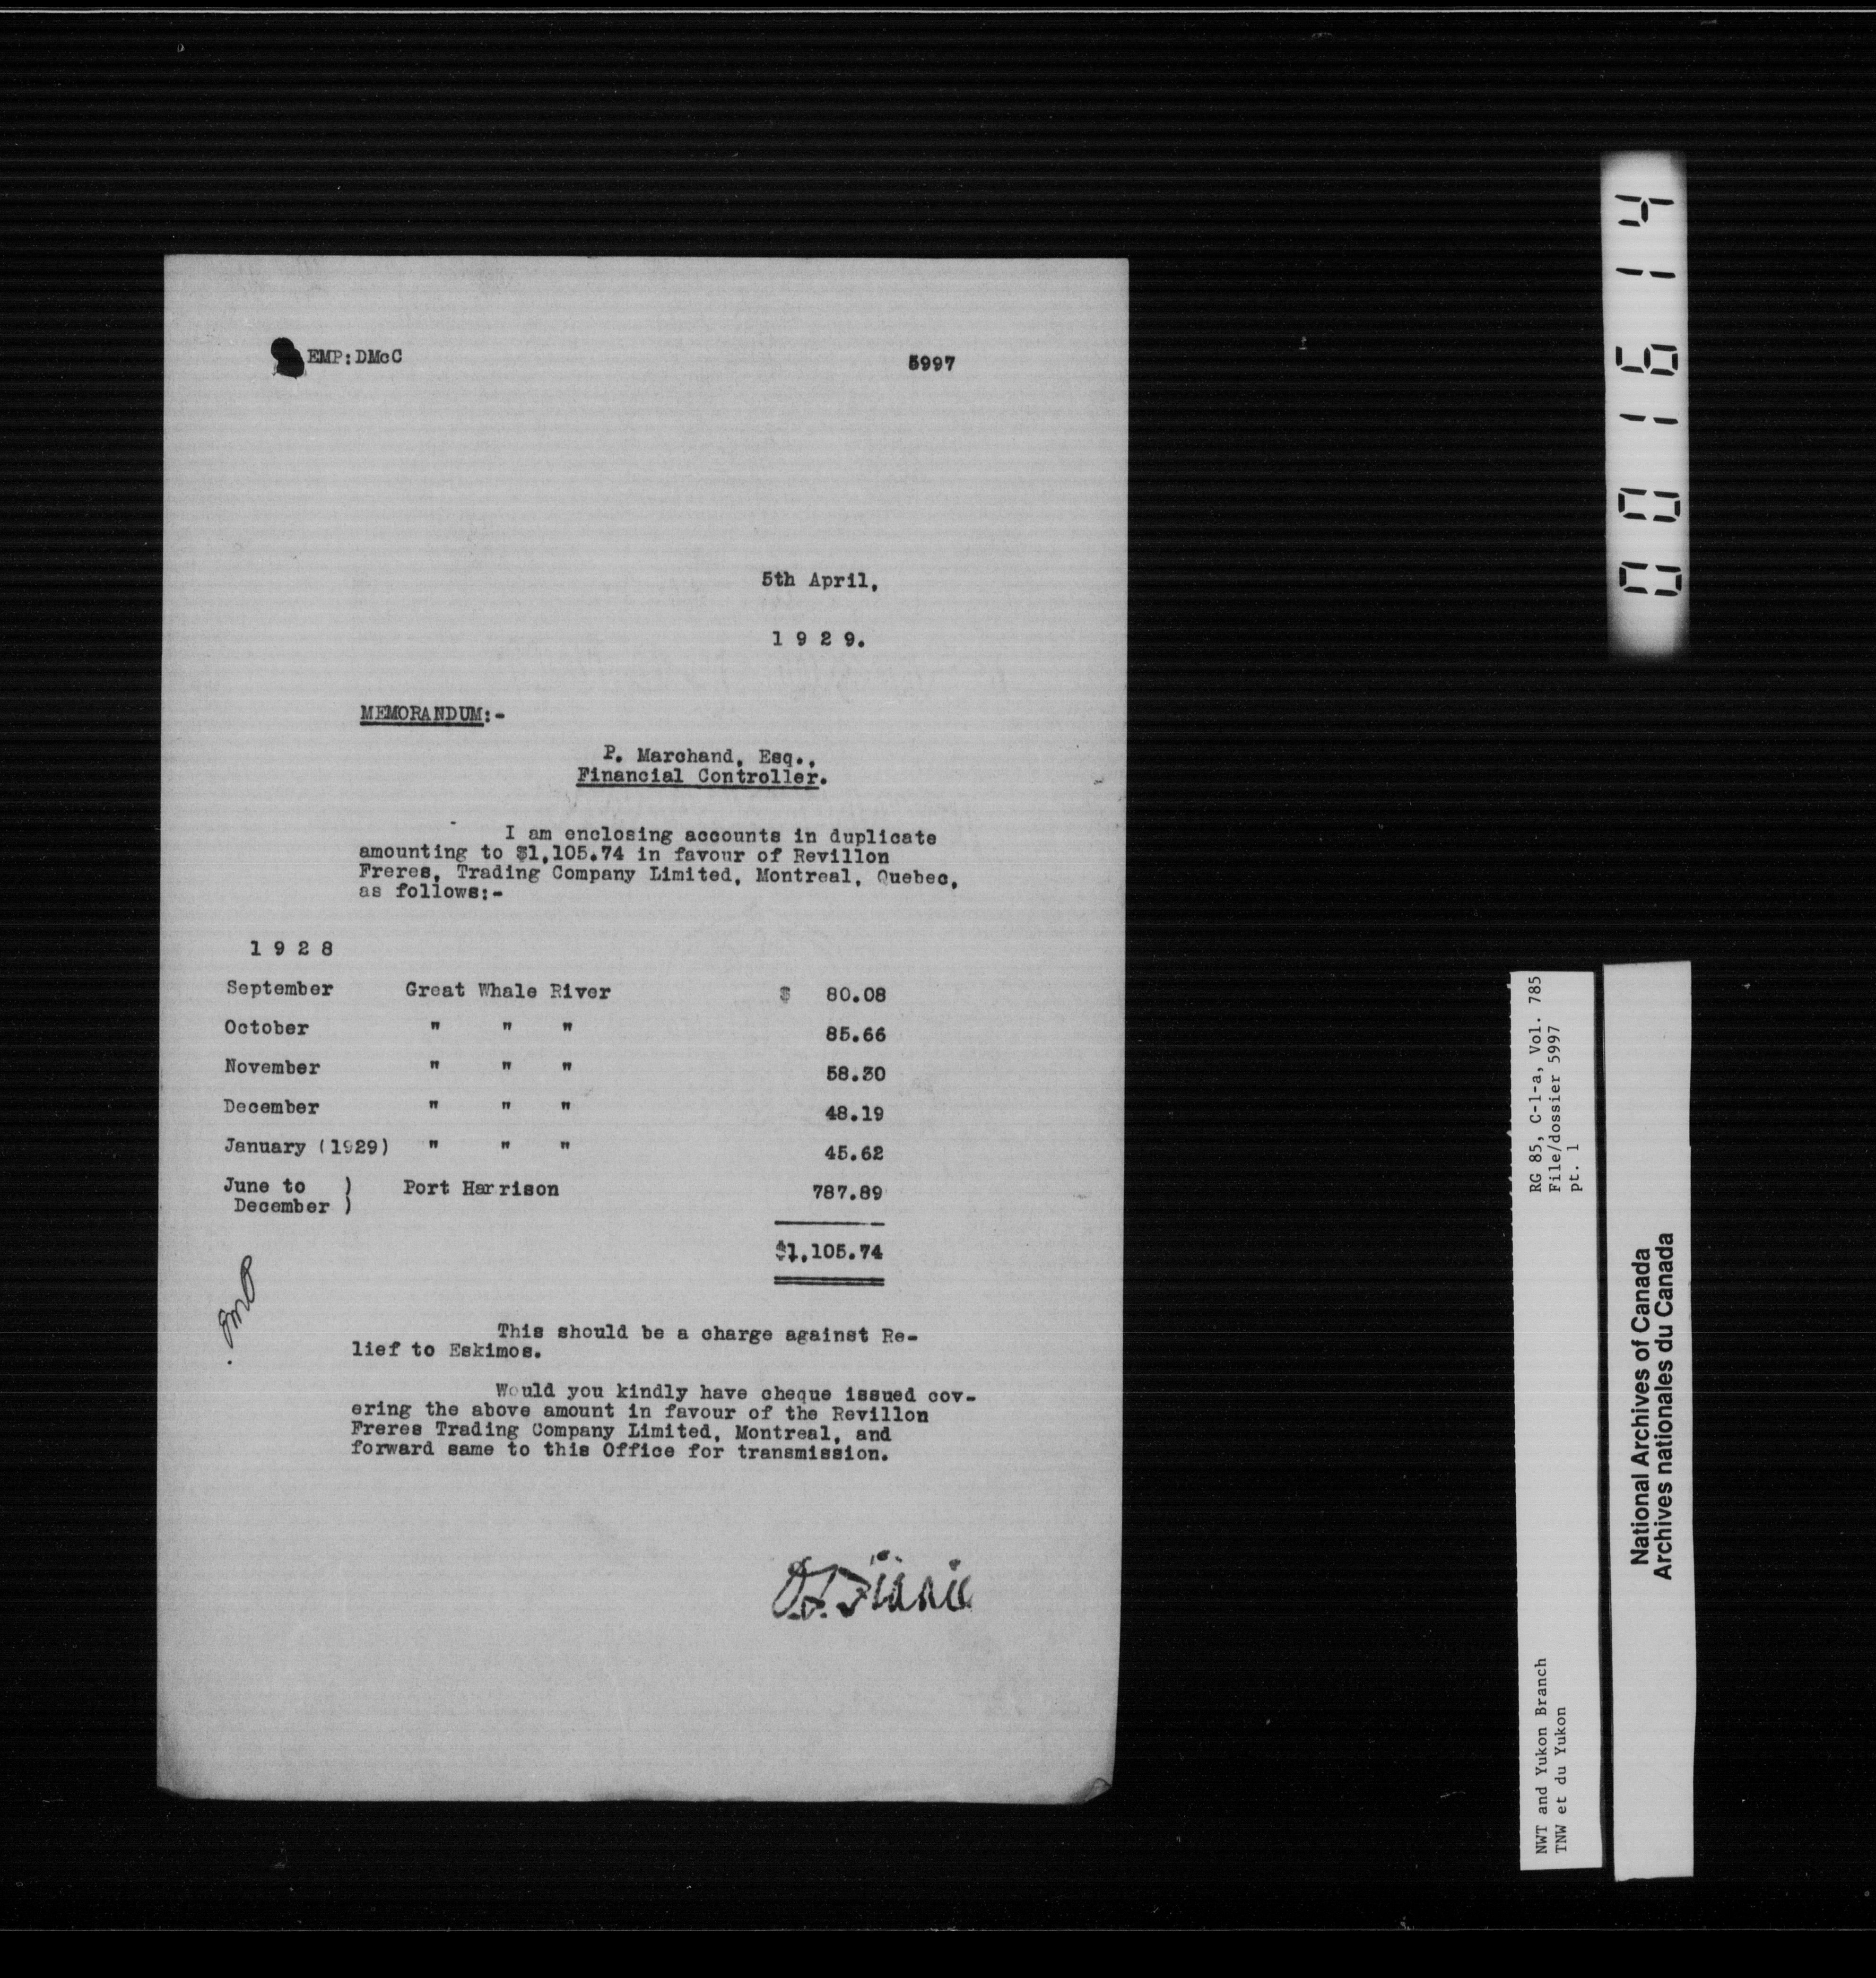 EMP:DMcC 5997
5th April,
1 9 2 9.
MEMORANDUM:-
P. Marchand, Esq.,
Financial Controller.
I am enclosing accounts in duplicate
amounting to $1,105.74 in favour of Revillon
Freres, Trading Company Limited, Montreal, Quebec,
as follows:-
1 9 2 8
September Great Whale River $ 80.08
October " " " 85.66
November " " " 58.30
December " " " 48.19
January (1929) " " " 45.62
June to ) Port Harrison 787.89
December )
$1,105.74
This should be a charge against Re-
lief to Eskimos.
Would you kindly have cheque issued cov-
ering the above amount in favour of the Revillon
Freres Trading Company Limited, Montreal, and
forward same to this Office for transmission.
O.S. Finnie
001614
RG 85, C-1-a, Vol. 785
File/dossier 5997
pt. 1
NWT and Yukon Branch
TNW et du Yukon
National Archives of Canada
Archives nationales du Canada